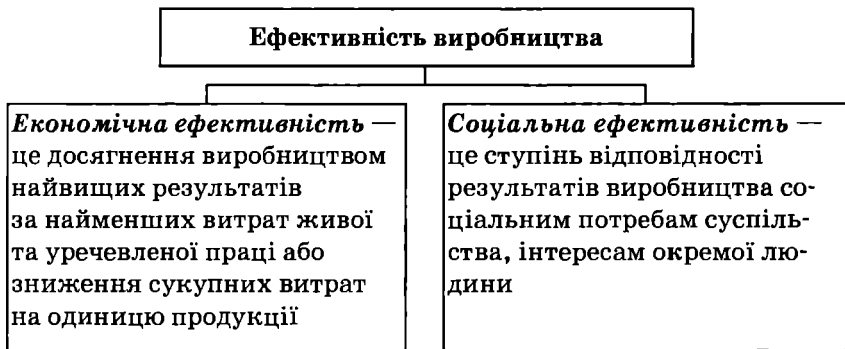 Ефективність виробництва
Економічна ефективність —
це досягнення виробництвом
найвищих результатів
за найменших витрат живої
та уречевленої праці або
зниження сукупних витрат
на одиницю продукції
Соціальна ефективність —
це ступінь відповідності
результатів виробництва со-
ціальним потребам суспіль-
ства, інтересам окремої лю-
дини